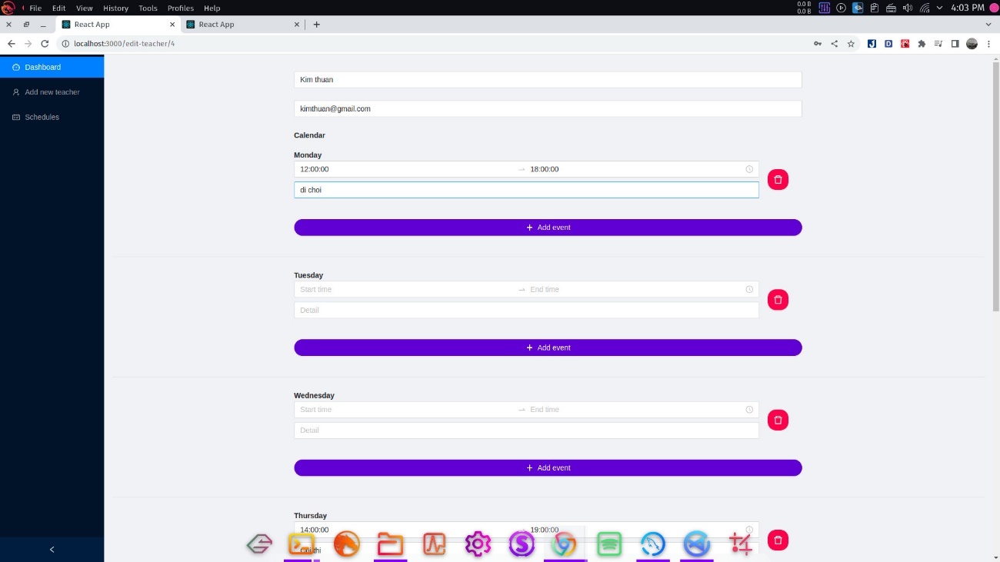 File Edit View History Tools Profiles Help
0.0 B
0.0 B
4:03 PM
React App
React App
localhost:3000/edit-teacher/4
Dashboard
Add new teacher
Schedules
Kim thuan
kimthuan@gmail.com
Calendar
Monday
12:00:00 18:00:00
di choi
Add event
Tuesday
Start time End time
Detail
Add event
Wednesday
Start time End time
Detail
Add event
Thursday
14:00:00 19:00:00